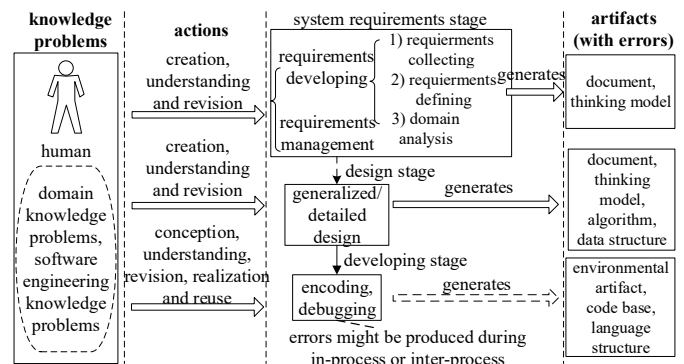 knowledge
problems
human
domain
knowledge
problems,
software
engineering
knowledge
problems
actions
creation,
understanding
and revision
creation,
understanding
and revision
conception,
understanding,
revision, realization
and reuse
system requirements stage
requirements
developing
requirements
management
1) requierments
collecting
2) requierments
defining
3) domain
analysis
design stage
generalized/
detailed
design
developing stage
encoding,
debugging
errors might be produced during
in-process or inter-process
generates
generates
generates
artifacts
(with errors)
document,
thinking model
document,
thinking
model,
algorithm,
data structure
environmental
artifact,
code base,
language
structure